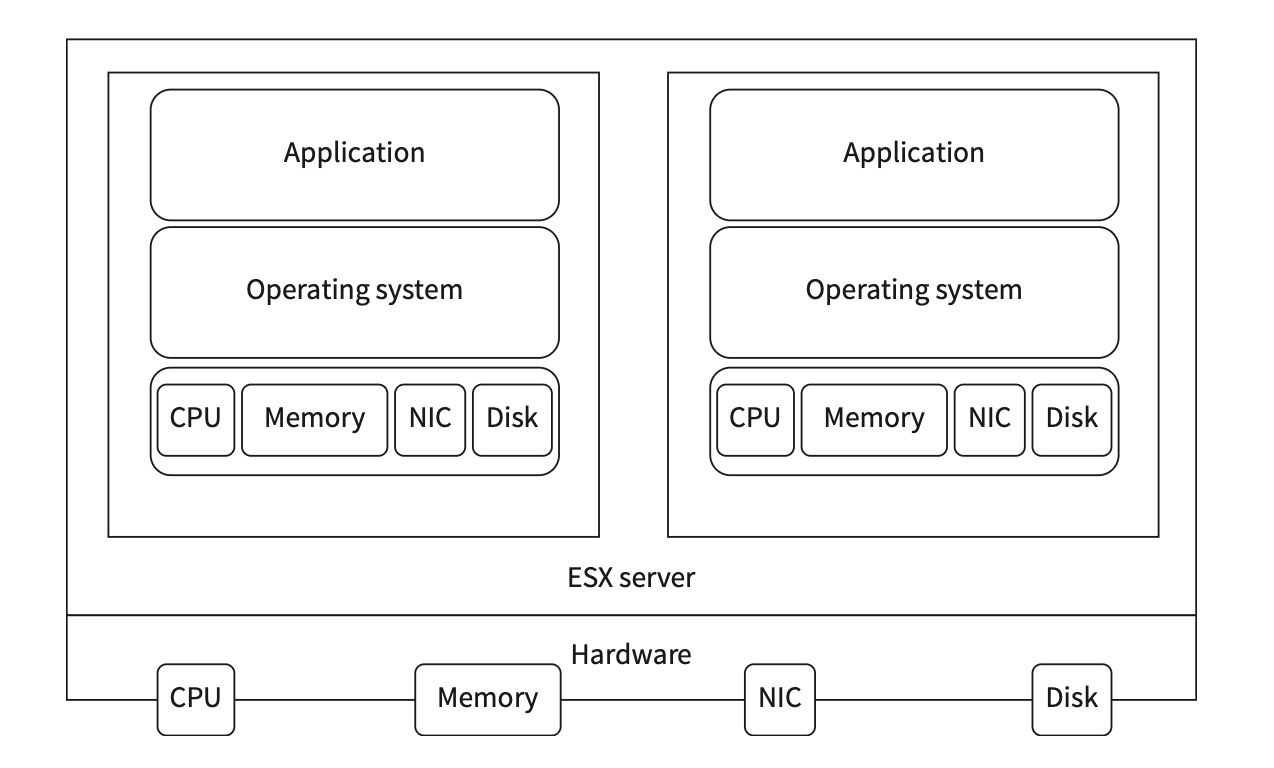 Application
Application
Operating system
Operating system
CPU Memory NIC Disk
CPU Memory NIC Disk
ESX server
Hardware
CPU Memory NIC Disk